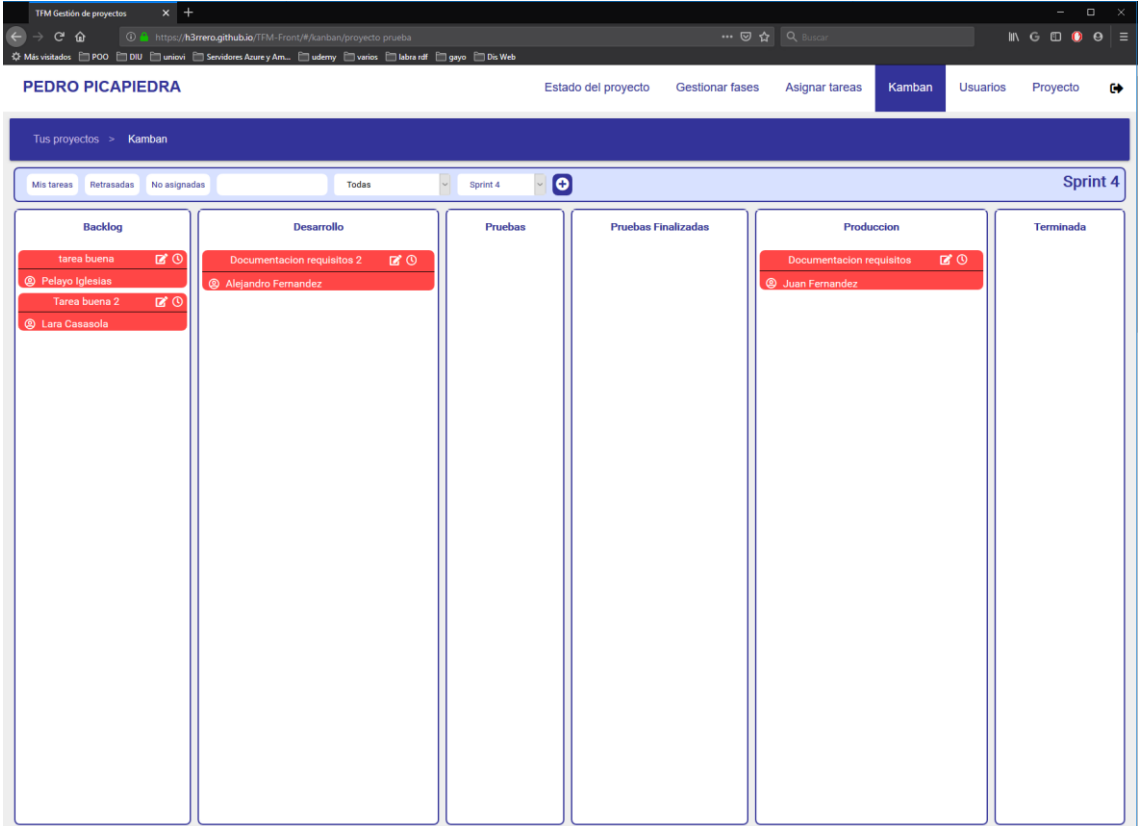 TFM Gestión de proyectos
https://h3rrero.github.io/TFM-Front/#/kanban/proyecto prueba
Buscar
Más visitados POO DIU uniovi Servidores Azure y Am... udemy varios labra rdf gayo Dis Web
PEDRO PICAPIEDRA Estado del proyecto Gestionar fases Asignar tareas Kamban Usuarios Proyecto
Tus proyectos > Kamban
Mis tareas Retrasadas No asignadas Todas Sprint 4 Sprint 4
Backlog Desarrollo Pruebas Pruebas Finalizadas Produccion Terminada
tarea buena Documentacion requisitos 2 Documentacion requisitos
Pelayo Iglesias Alejandro Fernandez Juan Fernandez
Tarea buena 2
Lara Casasola